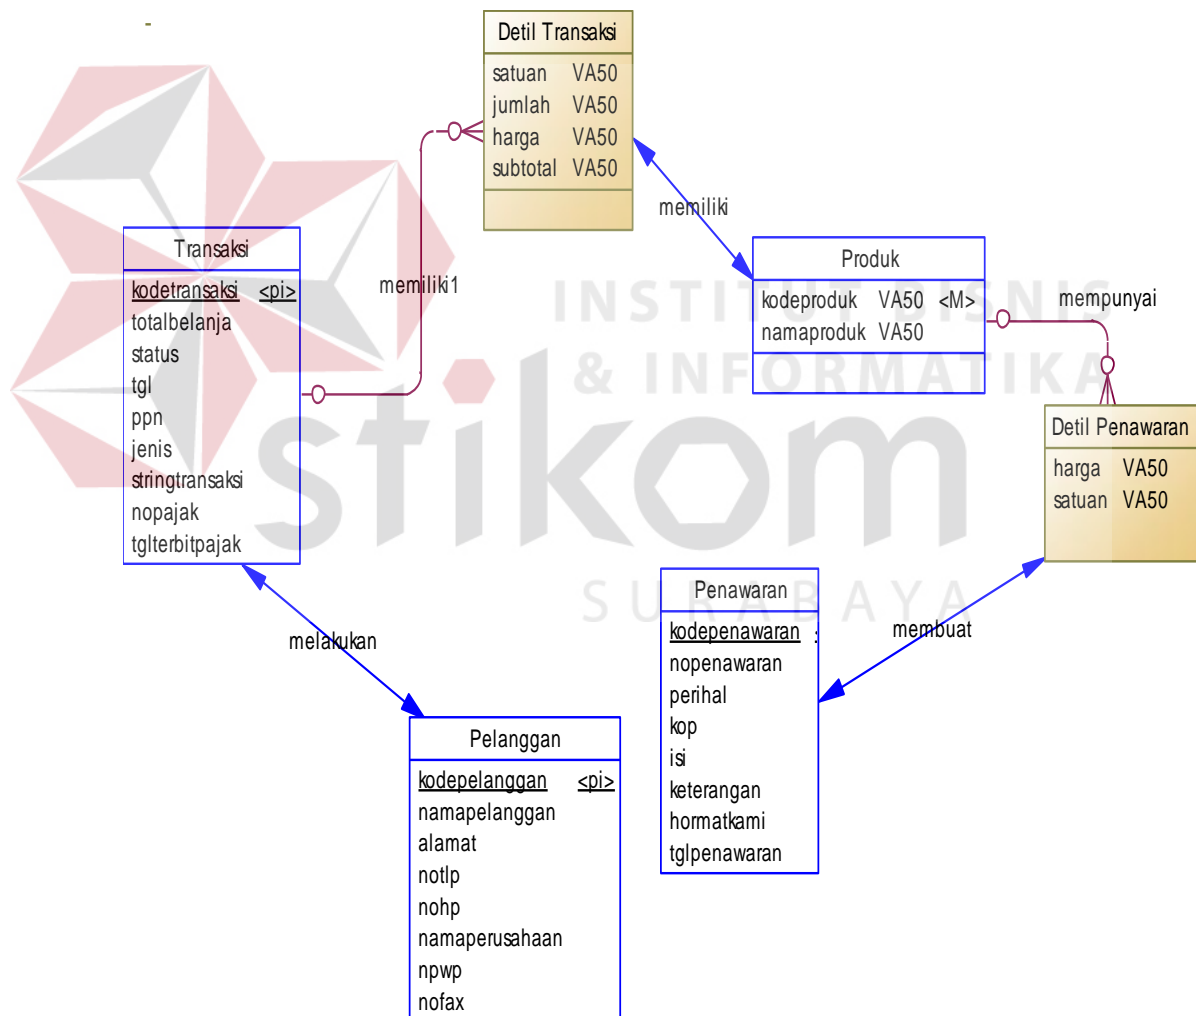 Detil Transaksi
satuan VA50
jumlah VA50
harga VA50
subtotal VA50
memiliki
Transaksi
kodetransaksi <pi>
totalbelanja
status
tgl
ppn
jenis
stringtransaksi
nopajak
tglterbitpajak
memiliki1
Produk
kodeproduk VA50 <M>
namaproduk VA50
mempunyai
INSTITUT BISNIS
& INFORMATIKA
stikom
SURABAYA
Detil Penawaran
harga VA50
satuan VA50
Penawaran
kodepenawaran
nopenawaran
perihal
kop
isi
keterangan
hormatkami
tglpenawaran
membuat
melakukan
Pelanggan
kodepelanggan <pi>
namapelanggan
alamat
notlp
nohp
namaperusahaan
npwp
nofax